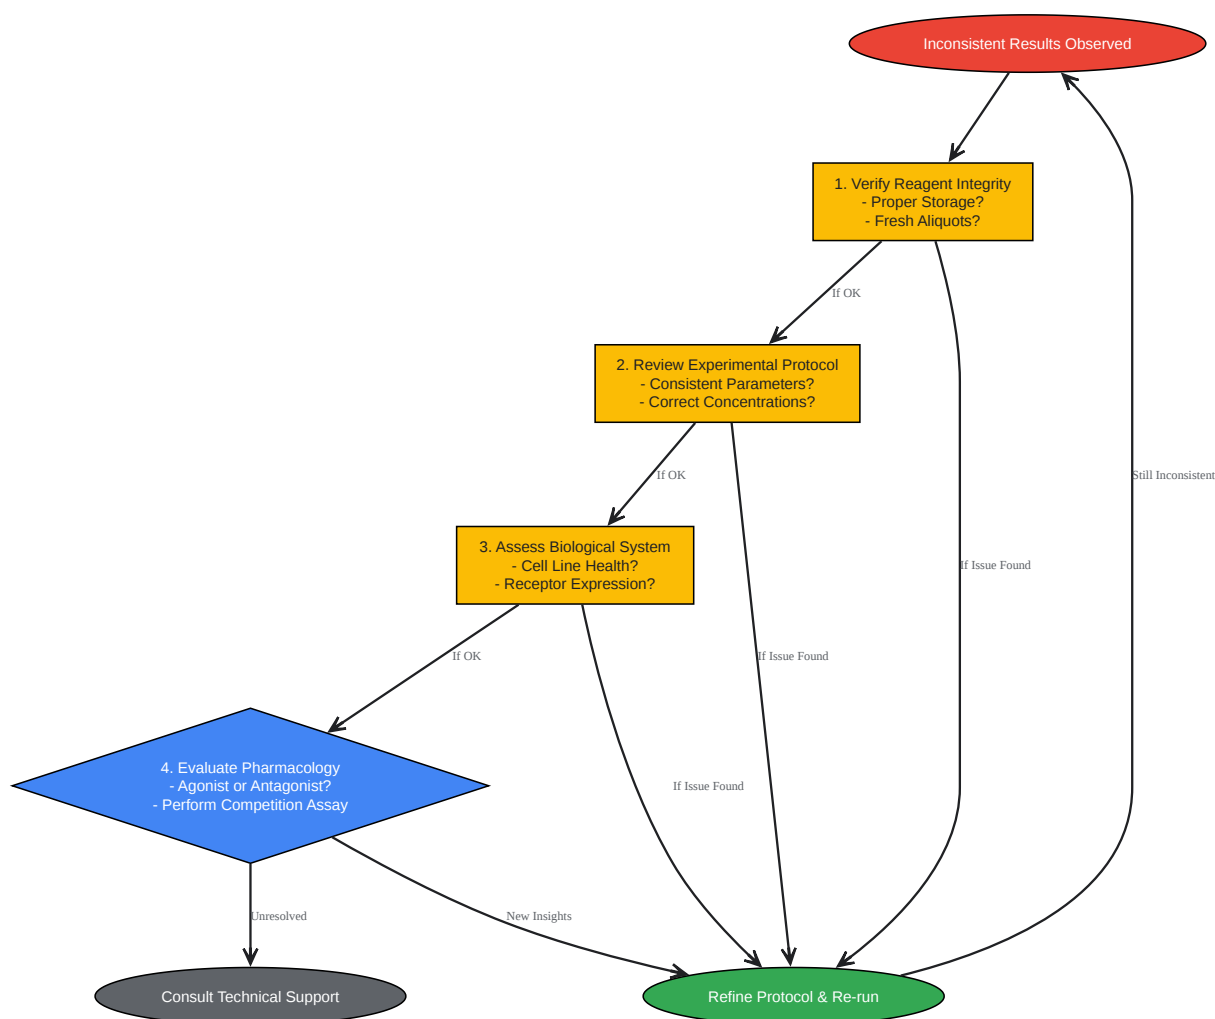 Inconsistent Results Observed
1. Verify Reagent Integrity
- Proper Storage?
- Fresh Aliquots?
If OK
2. Review Experimental Protocol
- Consistent Parameters?
- Correct Concentrations?
If OK
Still Inconsistent
3. Assess Biological System
- Cell Line Health?
- Receptor Expression?
If Issue Found
If OK
If Issue Found
4. Evaluate Pharmacology
- Agonist or Antagonist?
- Perform Competition Assay
If Issue Found
Unresolved
New Insights
Consult Technical Support
Refine Protocol & Re-run